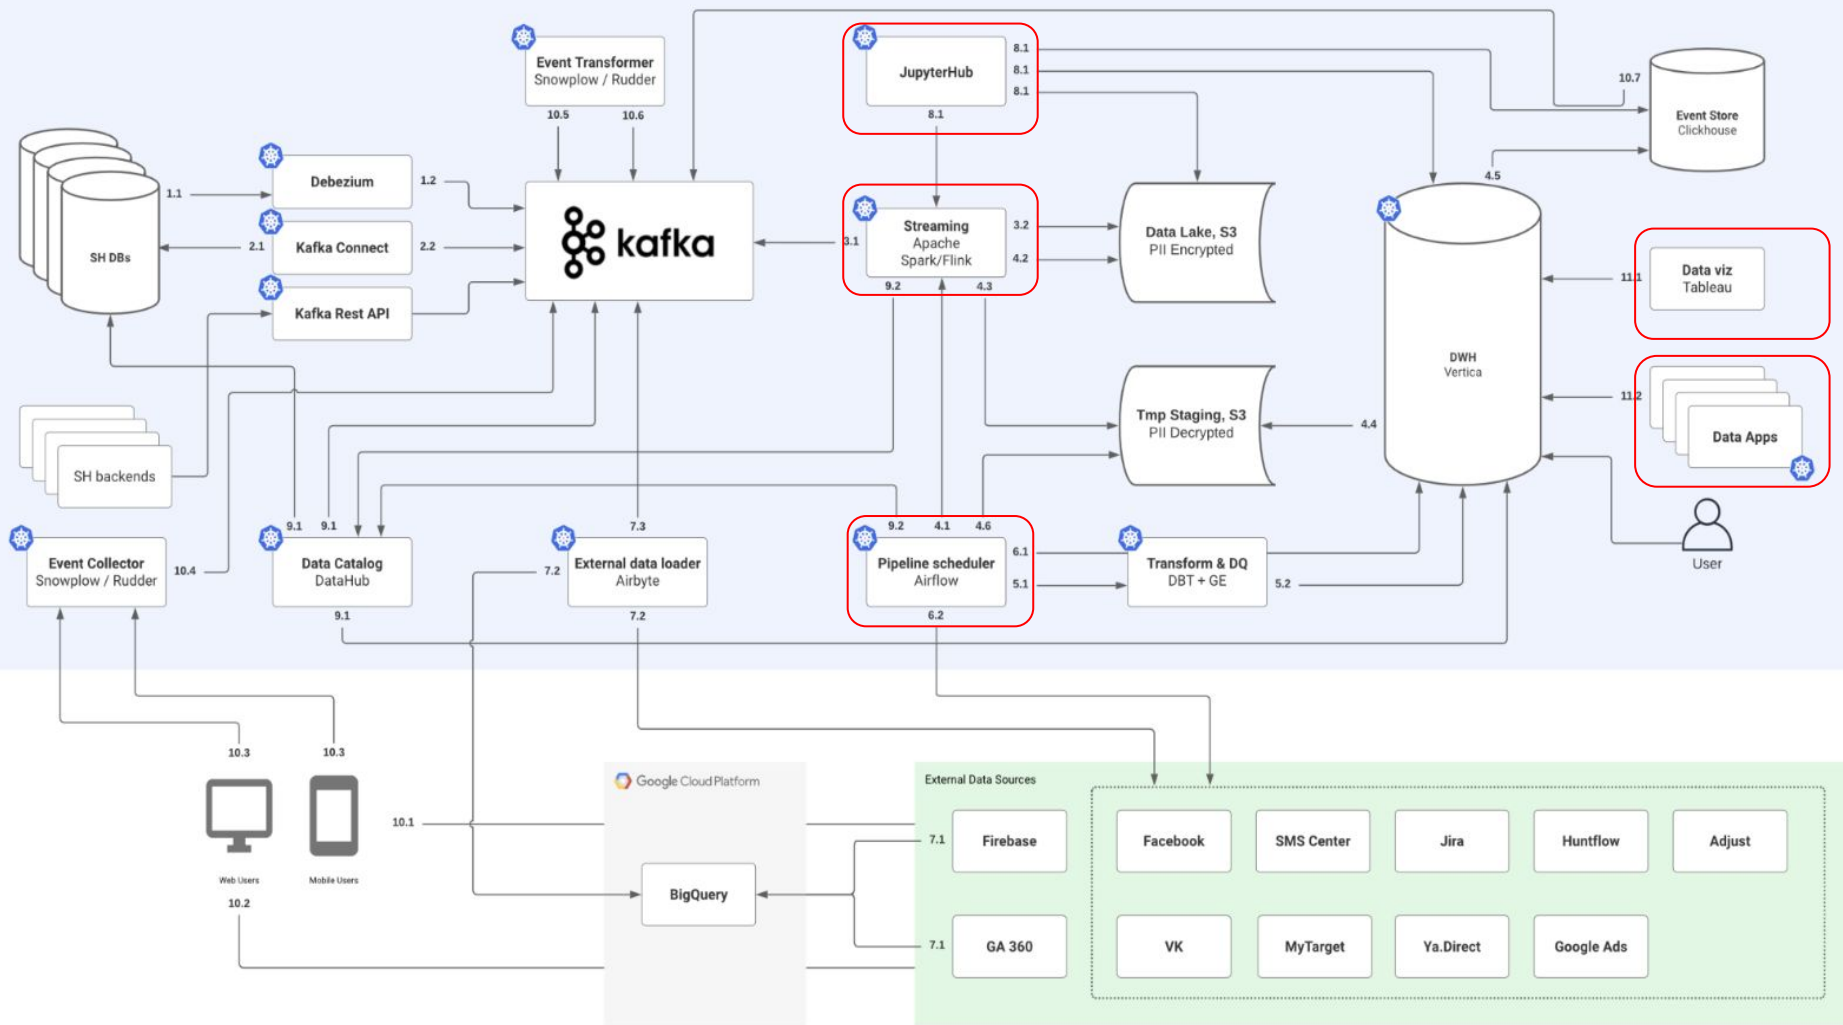 Event Transformer
Snowplow / Rudder
10.5
10.6
JupyterHub
8.1
8.1
8.1
8.1
10.7
Event Store
Clickhouse
4.5
SH DBs
1.1
Debezium
1.2
2.1
Kafka Connect
2.2
Kafka Rest API
kafka
3.1
Streaming
Apache
Spark/Flink
3.2
4.2
9.2
4.3
Data Lake, S3
PII Encrypted
DWH
Vertica
11.1
Data viz
Tableau
11.2
Data Apps
User
Tmp Staging, S3
PII Decrypted
4.4
SH backends
Event Collector
Snowplow / Rudder
10.4
9.1
9.1
Data Catalog
DataHub
9.1
7.3
7.2
External data loader
Airbyte
7.2
9.2
4.1
4.6
Pipeline scheduler
Airflow
6.1
5.1
6.2
Transform & DQ
DBT + GE
5.2
10.3
10.3
Web Users
Mobile Users
10.1
10.2
Google Cloud Platform
BigQuery
External Data Sources
7.1
Firebase
7.1
GA 360
Facebook
SMS Center
Jira
Huntflow
Adjust
VK
MyTarget
Ya.Direct
Google Ads